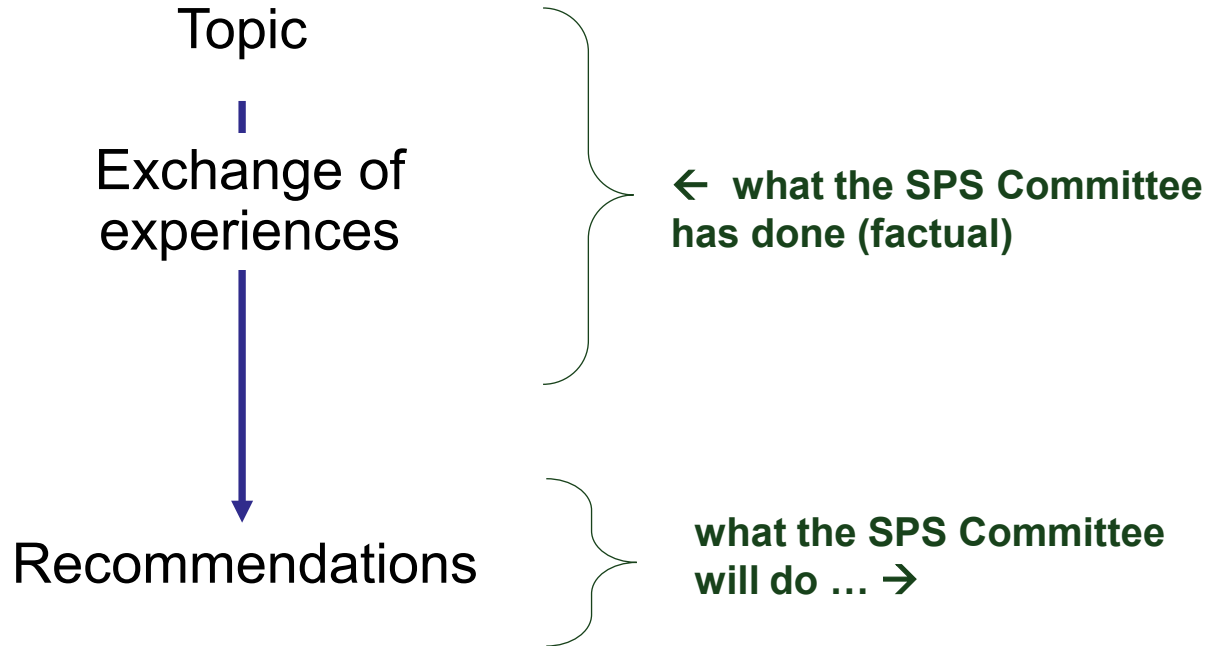 Topic
Exchange of
experiences
← what the SPS Committee
has done (factual)
Recommendations
what the SPS Committee
will do … →